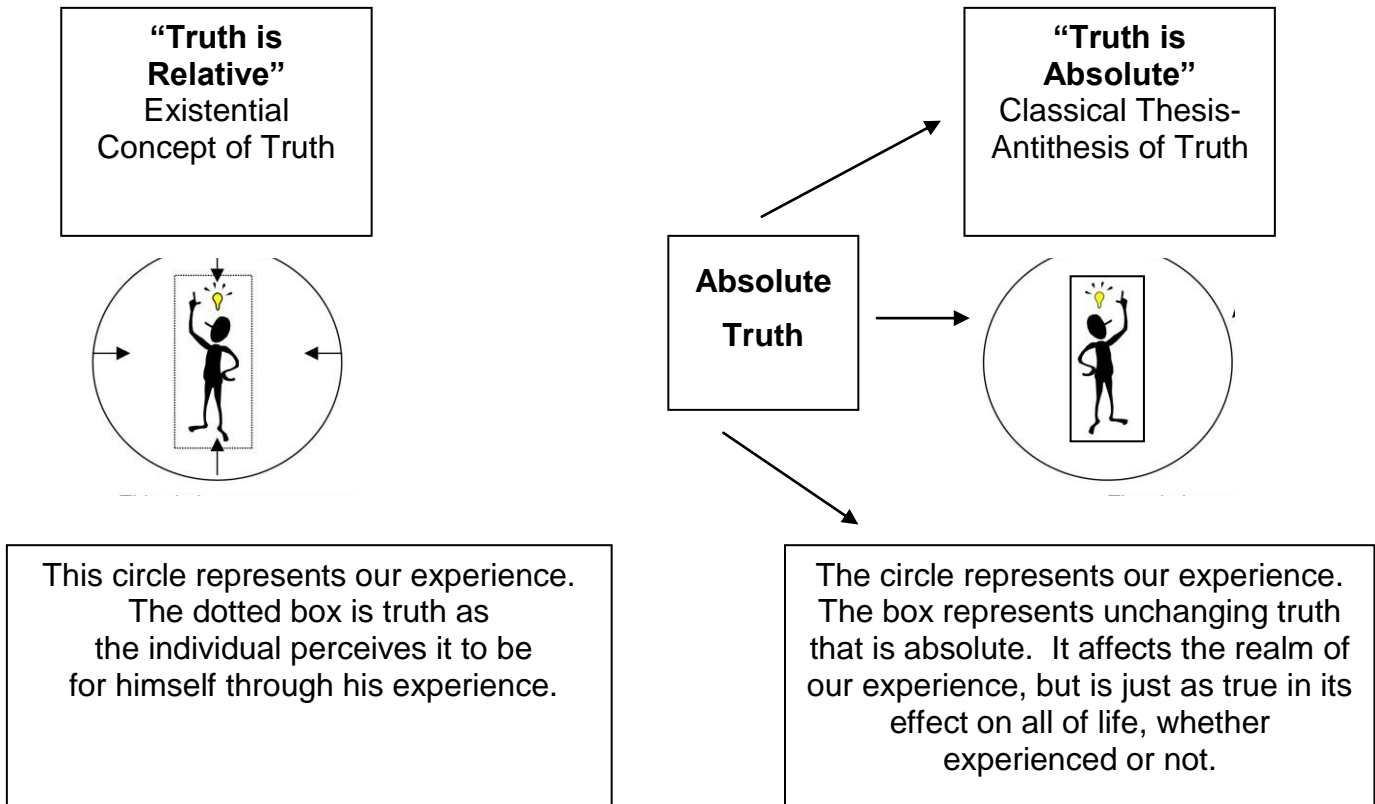 “Truth is
Relative”
Existential
Concept of Truth
“Truth is
Absolute”
Classical Thesis-
Antithesis of Truth
Absolute
Truth
This circle represents our experience.
The dotted box is truth as
the individual perceives it to be
for himself through his experience.
The circle represents our experience.
The box represents unchanging truth
that is absolute.  It affects the realm of
our experience, but is just as true in its
effect on all of life, whether
experienced or not.